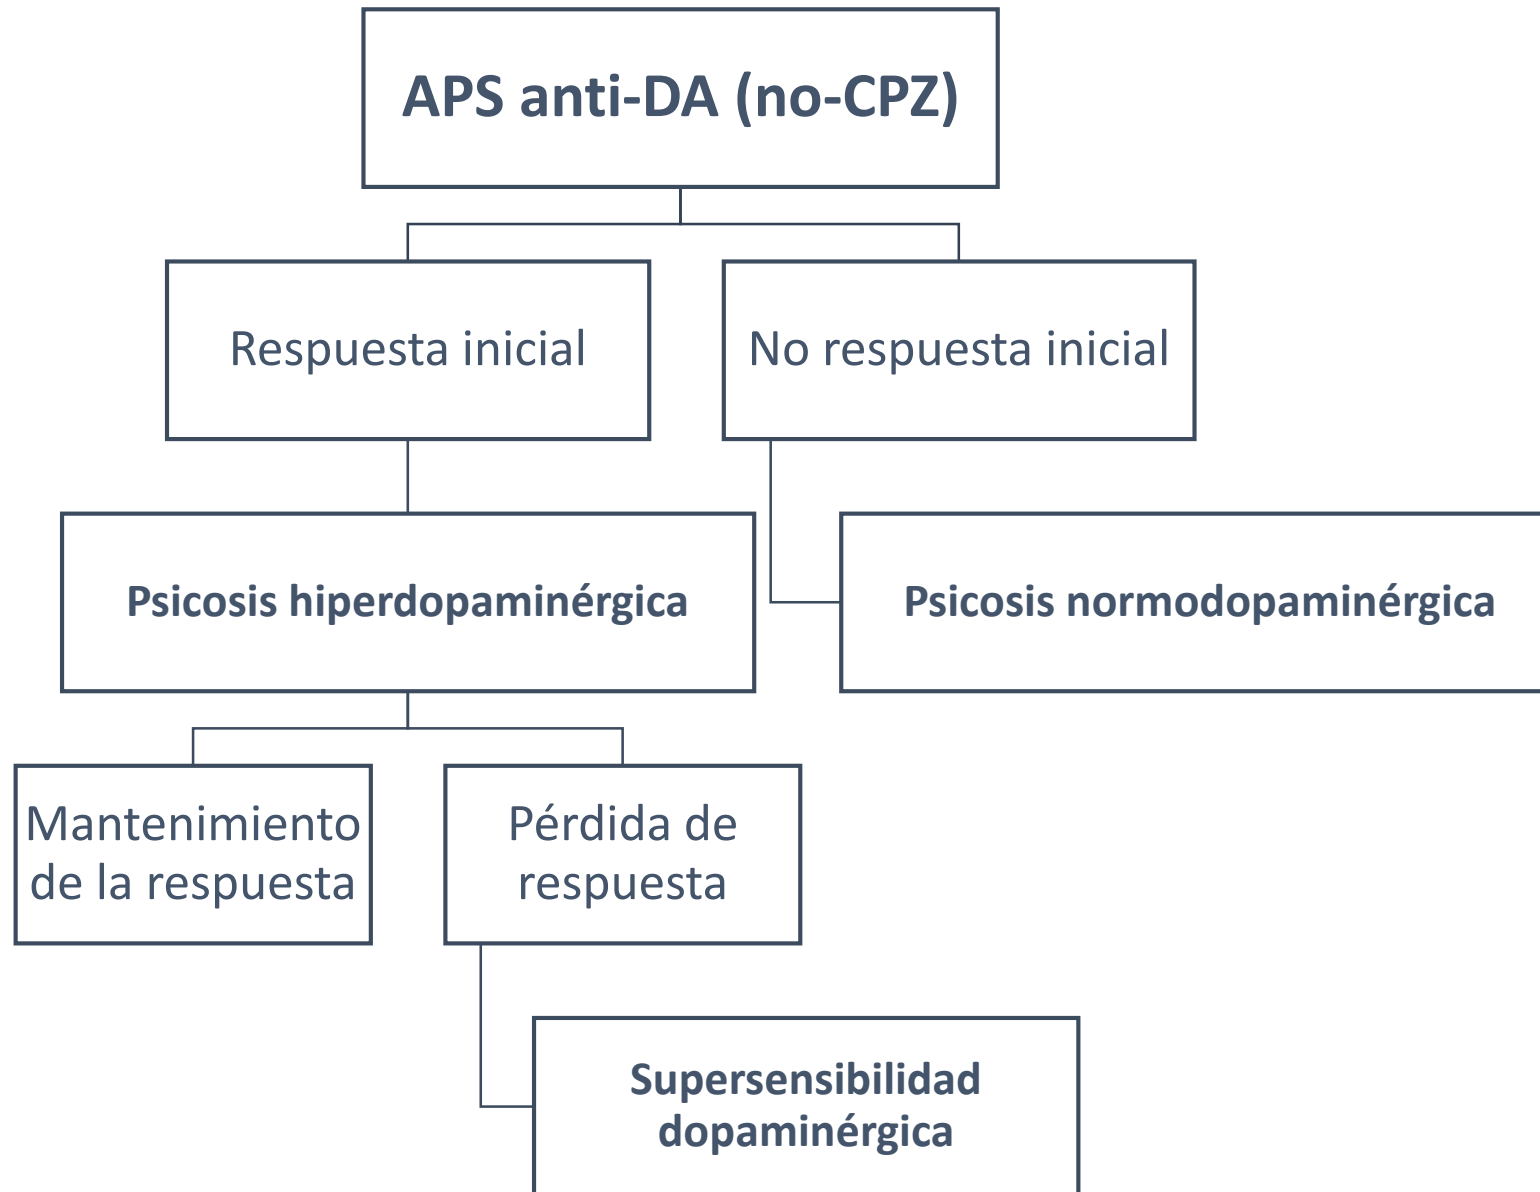 APS anti-DA (no-CPZ)
Respuesta inicial
No respuesta inicial
Psicosis hiperdopaminérgica
Psicosis normodopaminérgica
Mantenimiento
de la respuesta
Pérdida de
respuesta
Supersensibilidad
dopaminérgica